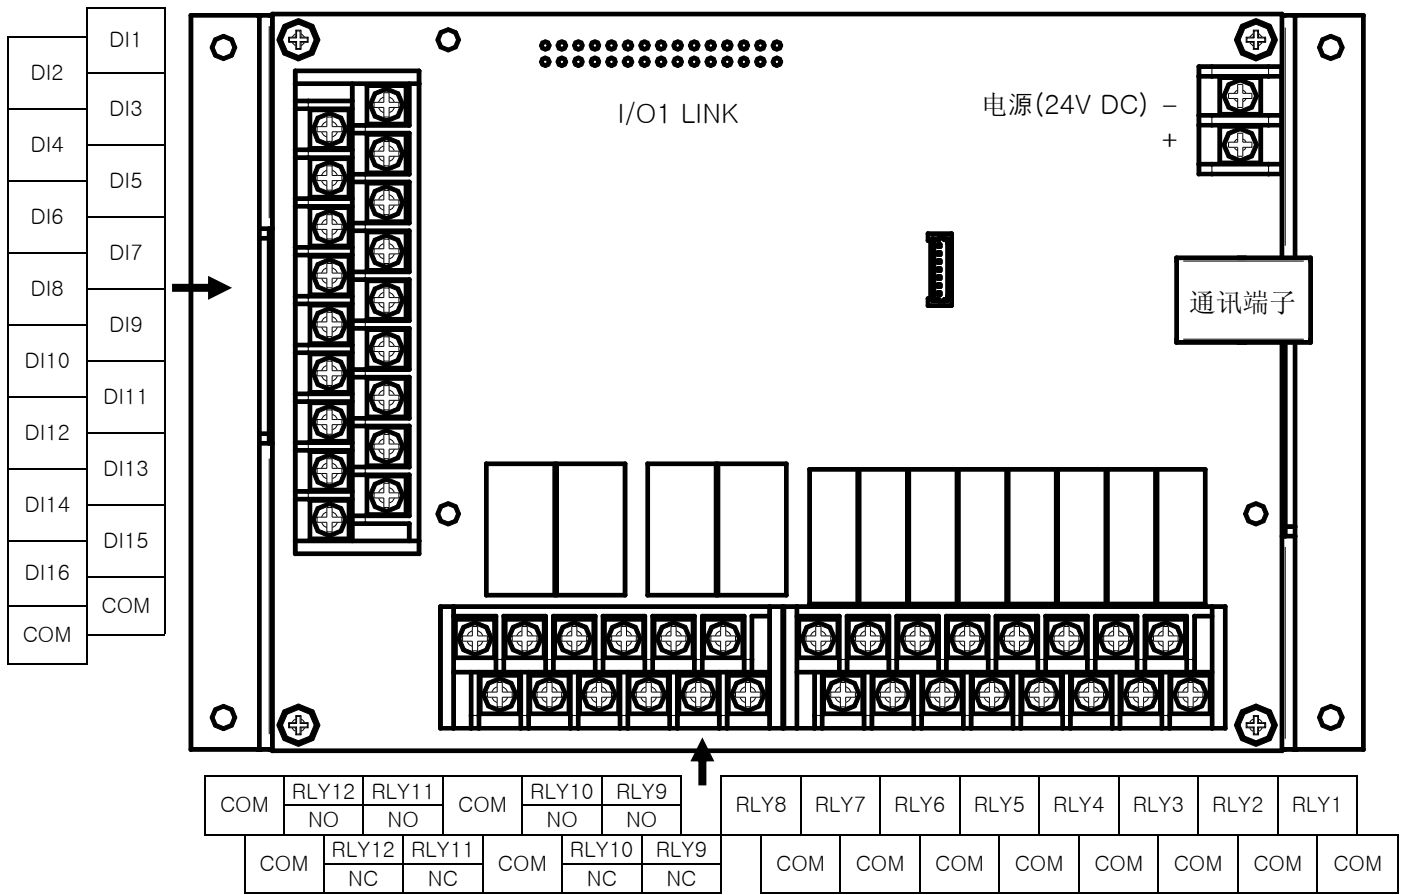 DI1
DI2
DI3
DI4
DI5
DI6
DI7
DI8
DI9
DI10
DI11
DI12
DI13
DI14
DI15
DI16
COM
COM
I/O1 LINK
电源(24V DC) −
+
通讯端子
COM RLY12 NO RLY11 NO COM RLY10 NO RLY9 NO RLY8 RLY7 RLY6 RLY5 RLY4 RLY3 RLY2 RLY1
COM RLY12 NC RLY11 NC COM RLY10 NC RLY9 NC COM COM COM COM COM COM COM COM